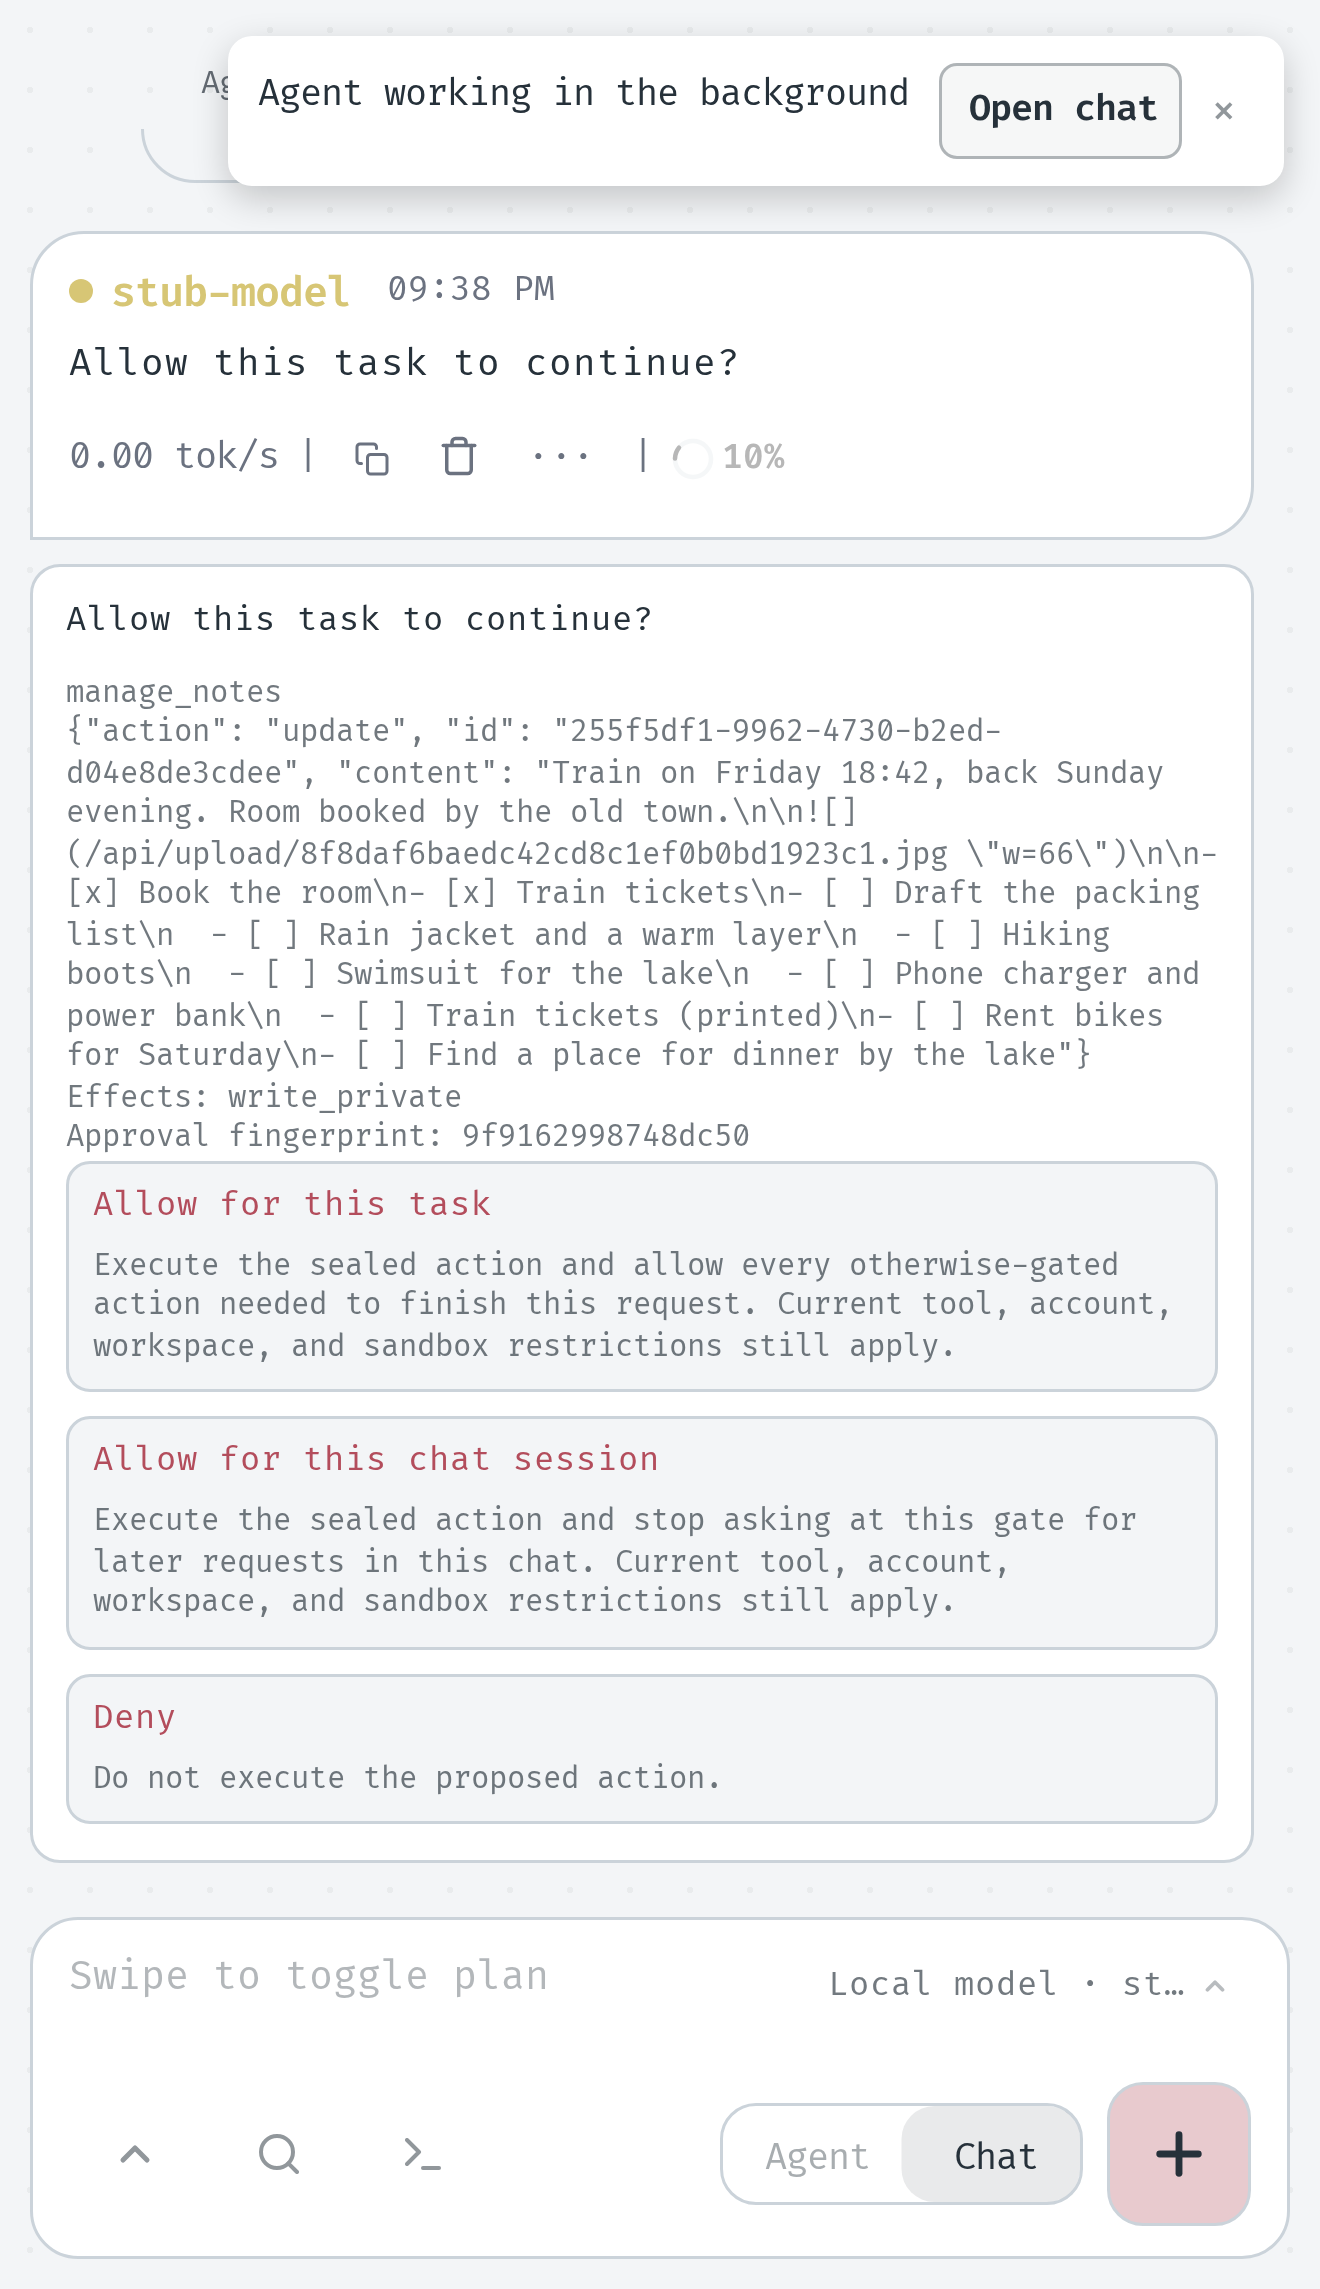 Agent working in the background
Open chat
×
stub-model 09:38 PM
Allow this task to continue?
0.00 tok/s | ··· | 10%
Allow this task to continue?
manage_notes
{"action": "update", "id": "255f5df1-9962-4730-b2ed-
d04e8de3cdee", "content": "Train on Friday 18:42, back Sunday
evening. Room booked by the old town.\n\n![]
(/api/upload/8f8daf6baedc42cd8c1ef0b0bd1923c1.jpg \"w=66\")\n\n-
[x] Book the room\n- [x] Train tickets\n- [ ] Draft the packing
list\n  - [ ] Rain jacket and a warm layer\n  - [ ] Hiking
boots\n  - [ ] Swimsuit for the lake\n  - [ ] Phone charger and
power bank\n  - [ ] Train tickets (printed)\n- [ ] Rent bikes
for Saturday\n- [ ] Find a place for dinner by the lake"}
Effects: write_private
Approval fingerprint: 9f9162998748dc50
Allow for this task
Execute the sealed action and allow every otherwise-gated
action needed to finish this request. Current tool, account,
workspace, and sandbox restrictions still apply.
Allow for this chat session
Execute the sealed action and stop asking at this gate for
later requests in this chat. Current tool, account,
workspace, and sandbox restrictions still apply.
Deny
Do not execute the proposed action.
Swipe to toggle plan
Local model · st…
Agent
Chat